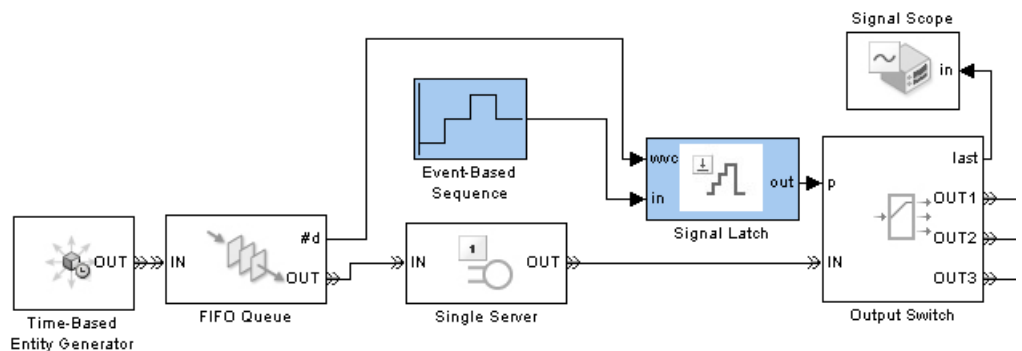 Signal Scope
in
Event-Based
Sequence
wvc
in
out
Signal Latch
p
last
OUT1
OUT2
OUT3
IN
Output Switch
OUT
Time-Based
Entity Generator
IN
#d
OUT
FIFO Queue
IN
1
OUT
Single Server